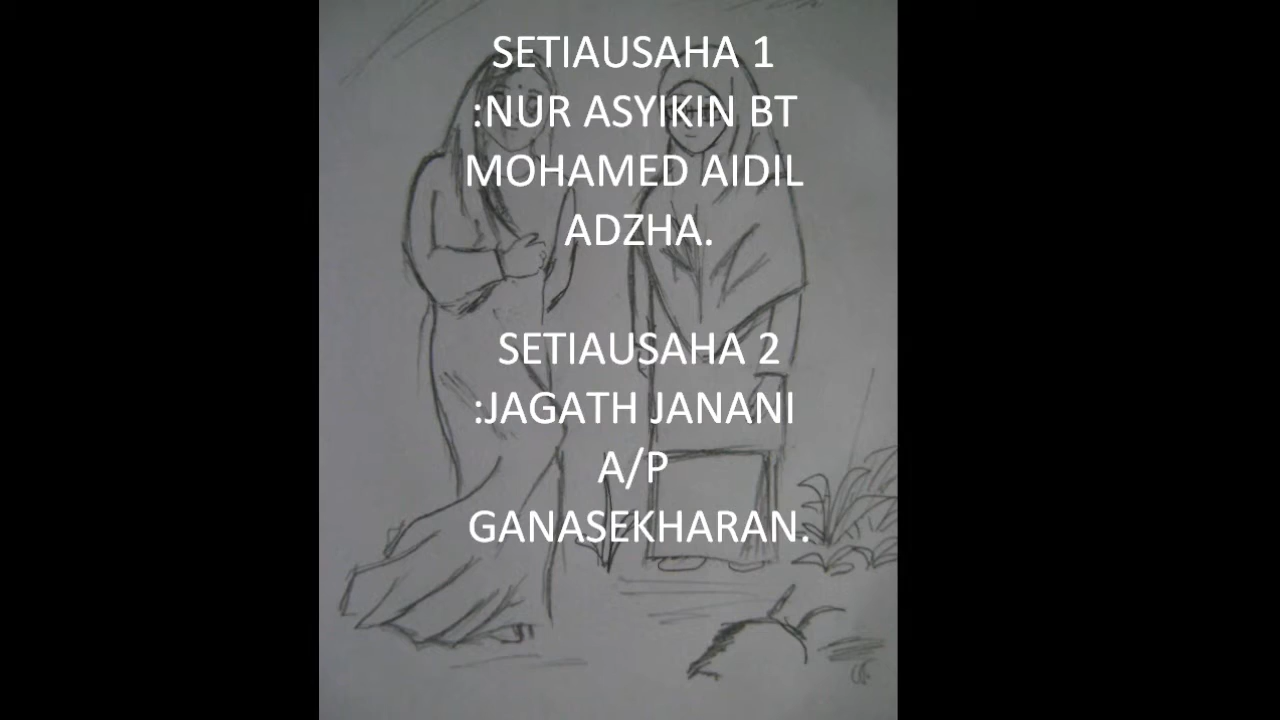 SETIAUSAHA 1
:NUR ASYIKIN BT
MOHAMED AIDIL
ADZHA.
SETIAUSAHA 2
:JAGATH JANANI
A/P
GANASEKHARAN.